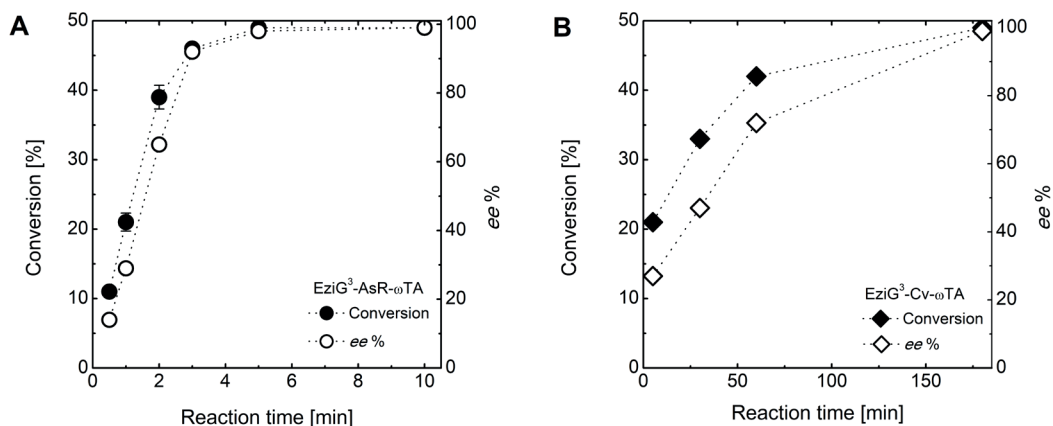 A
50
40
30
20
10
0
Conversion [%]
100
80
60
40
20
0
ee %
0 2 4 6 8 10
Reaction time [min]
EziG³-AsR-ωTA
Conversion
ee %
B
50
40
30
20
10
0
Conversion [%]
100
80
60
40
20
0
ee %
0 50 100 150
Reaction time [min]
EziG³-Cv-ωTA
Conversion
ee %